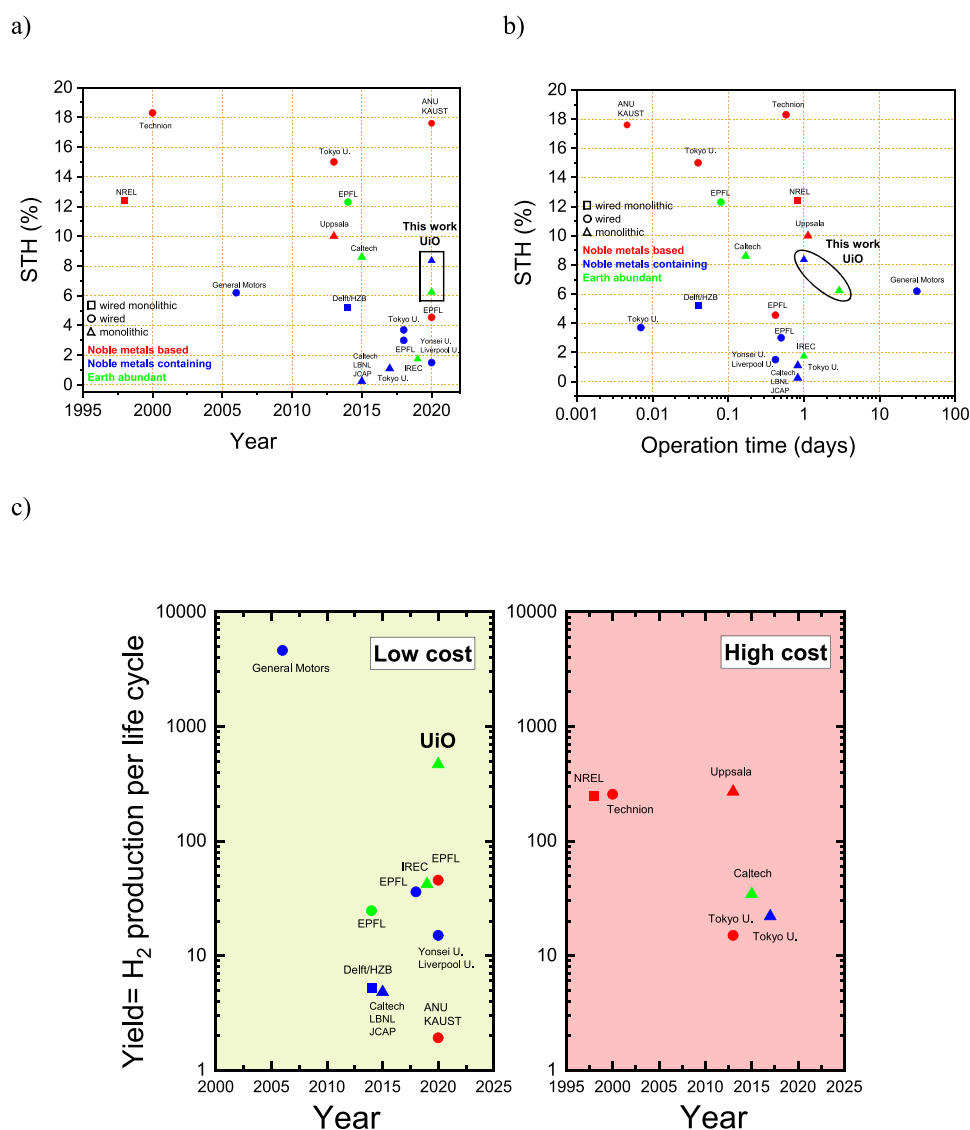 a)
20
18
16
14
12
10
8
6
4
2
0
STH (%)
ANU
KAUST
Technion
Tokyo U.
NREL
EPFL
Uppsala
Caltech
This work
UiO
General Motors
Delft/HZB
EPFL
Tokyo U.
EPFL
Yonsei U.
Liverpool U.
Caltech
LBNL
JCAP
Tokyo U.
IREC
wired monolithic
wired
monolithic
Noble metals based
Noble metals containing
Earth abundant
1995 2000 2005 2010 2015 2020
Year
b)
20
18
16
14
12
10
8
6
4
2
0
STH (%)
ANU
KAUST
Technion
Tokyo U.
EPFL
NREL
Uppsala
Caltech
This work
UiO
General Motors
Delft/HZB
Tokyo U.
EPFL
EPFL
Yonsei U.
Liverpool U.
IREC
Tokyo U.
Caltech
LBNL
JCAP
wired monolithic
wired
monolithic
Noble metals based
Noble metals containing
Earth abundant
0.001 0.01 0.1 1 10 100
Operation time (days)
c)
Yield= H₂ production per life cycle
10000
1000
100
10
1
Low cost
General Motors
UiO
EPFL
IREC
EPFL
EPFL
Yonsei U.
Liverpool U.
Delft/HZB
Caltech
LBNL
JCAP
ANU
KAUST
2000 2005 2010 2015 2020 2025
Year
High cost
NREL
Technion
Uppsala
Caltech
Tokyo U.
Tokyo U.
1995 2000 2005 2010 2015 2020 2025
Year